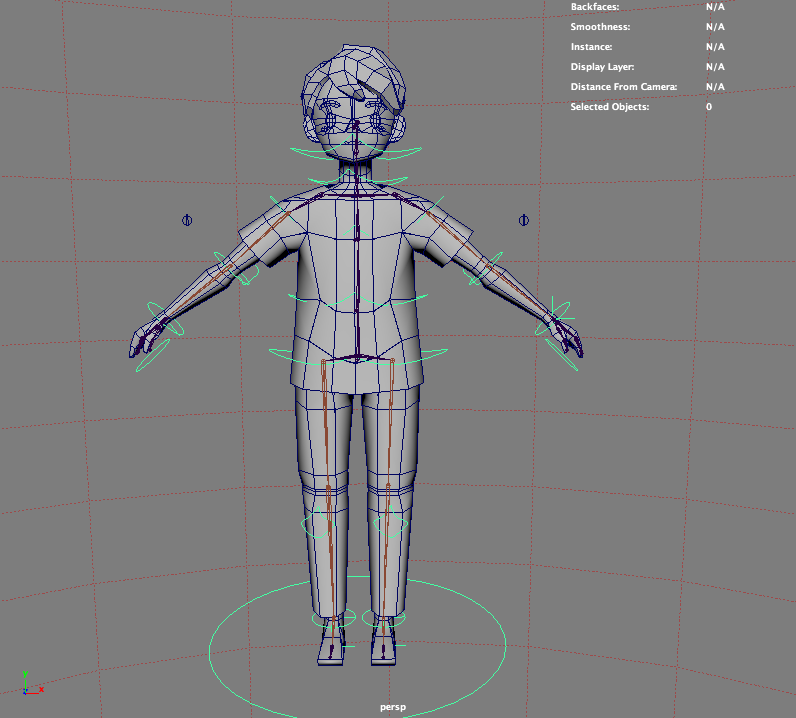 Backfaces: N/A
Smoothness: N/A
Instance: N/A
Display Layer: N/A
Distance From Camera: N/A
Selected Objects: 0
y
x
persp